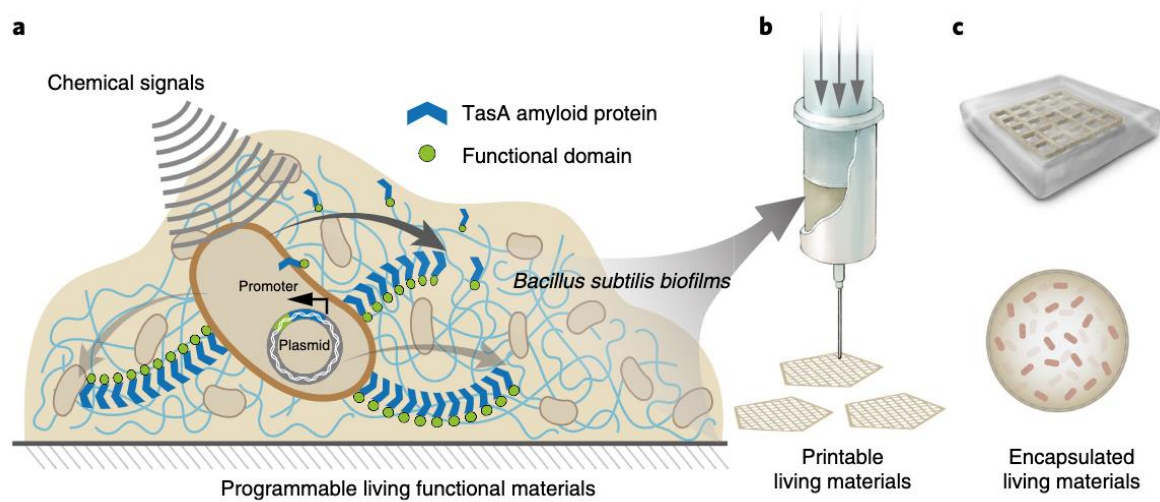 a
Chemical signals
TasA amyloid protein
Functional domain
Promoter
Plasmid
Bacillus subtilis biofilms
Programmable living functional materials
b
Printable
living materials
c
Encapsulated
living materials